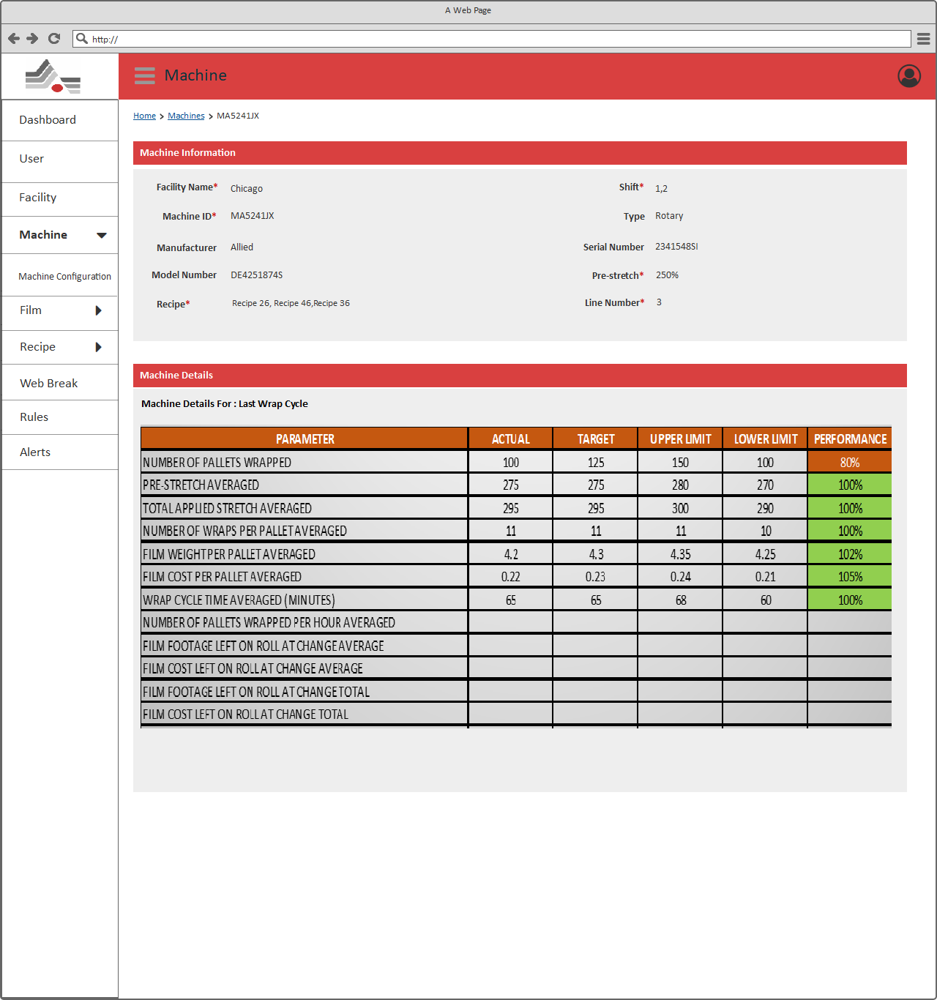 A Web Page
http://
Machine
Home > Machines > MA5241JX
Dashboard
User
Facility
Machine
Machine Configuration
Film
Recipe
Web Break
Rules
Alerts
Machine Information
Facility Name* Chicago Shift* 1,2
Machine ID* MA5241JX Type Rotary
Manufacturer Allied Serial Number 2341548SI
Model Number DE4251874S Pre-stretch* 250%
Recipe* Recipe 26, Recipe 46,Recipe 36 Line Number* 3
Machine Details
Machine Details For : Last Wrap Cycle
PARAMETER ACTUAL TARGET UPPER LIMIT LOWER LIMIT PERFORMANCE
NUMBER OF PALLETS WRAPPED 100 125 150 100 80%
PRE-STRETCH AVERAGED 275 275 280 270 100%
TOTAL APPLIED STRETCH AVERAGED 295 295 300 290 100%
NUMBER OF WRAPS PER PALLET AVERAGED 11 11 11 10 100%
FILM WEIGHT PER PALLET AVERAGED 4.2 4.3 4.35 4.25 102%
FILM COST PER PALLET AVERAGED 0.22 0.23 0.24 0.21 105%
WRAP CYCLE TIME AVERAGED (MINUTES) 65 65 68 60 100%
NUMBER OF PALLETS WRAPPED PER HOUR AVERAGED
FILM FOOTAGE LEFT ON ROLL AT CHANGE AVERAGE
FILM COST LEFT ON ROLL AT CHANGE AVERAGE
FILM FOOTAGE LEFT ON ROLL AT CHANGE TOTAL
FILM COST LEFT ON ROLL AT CHANGE TOTAL